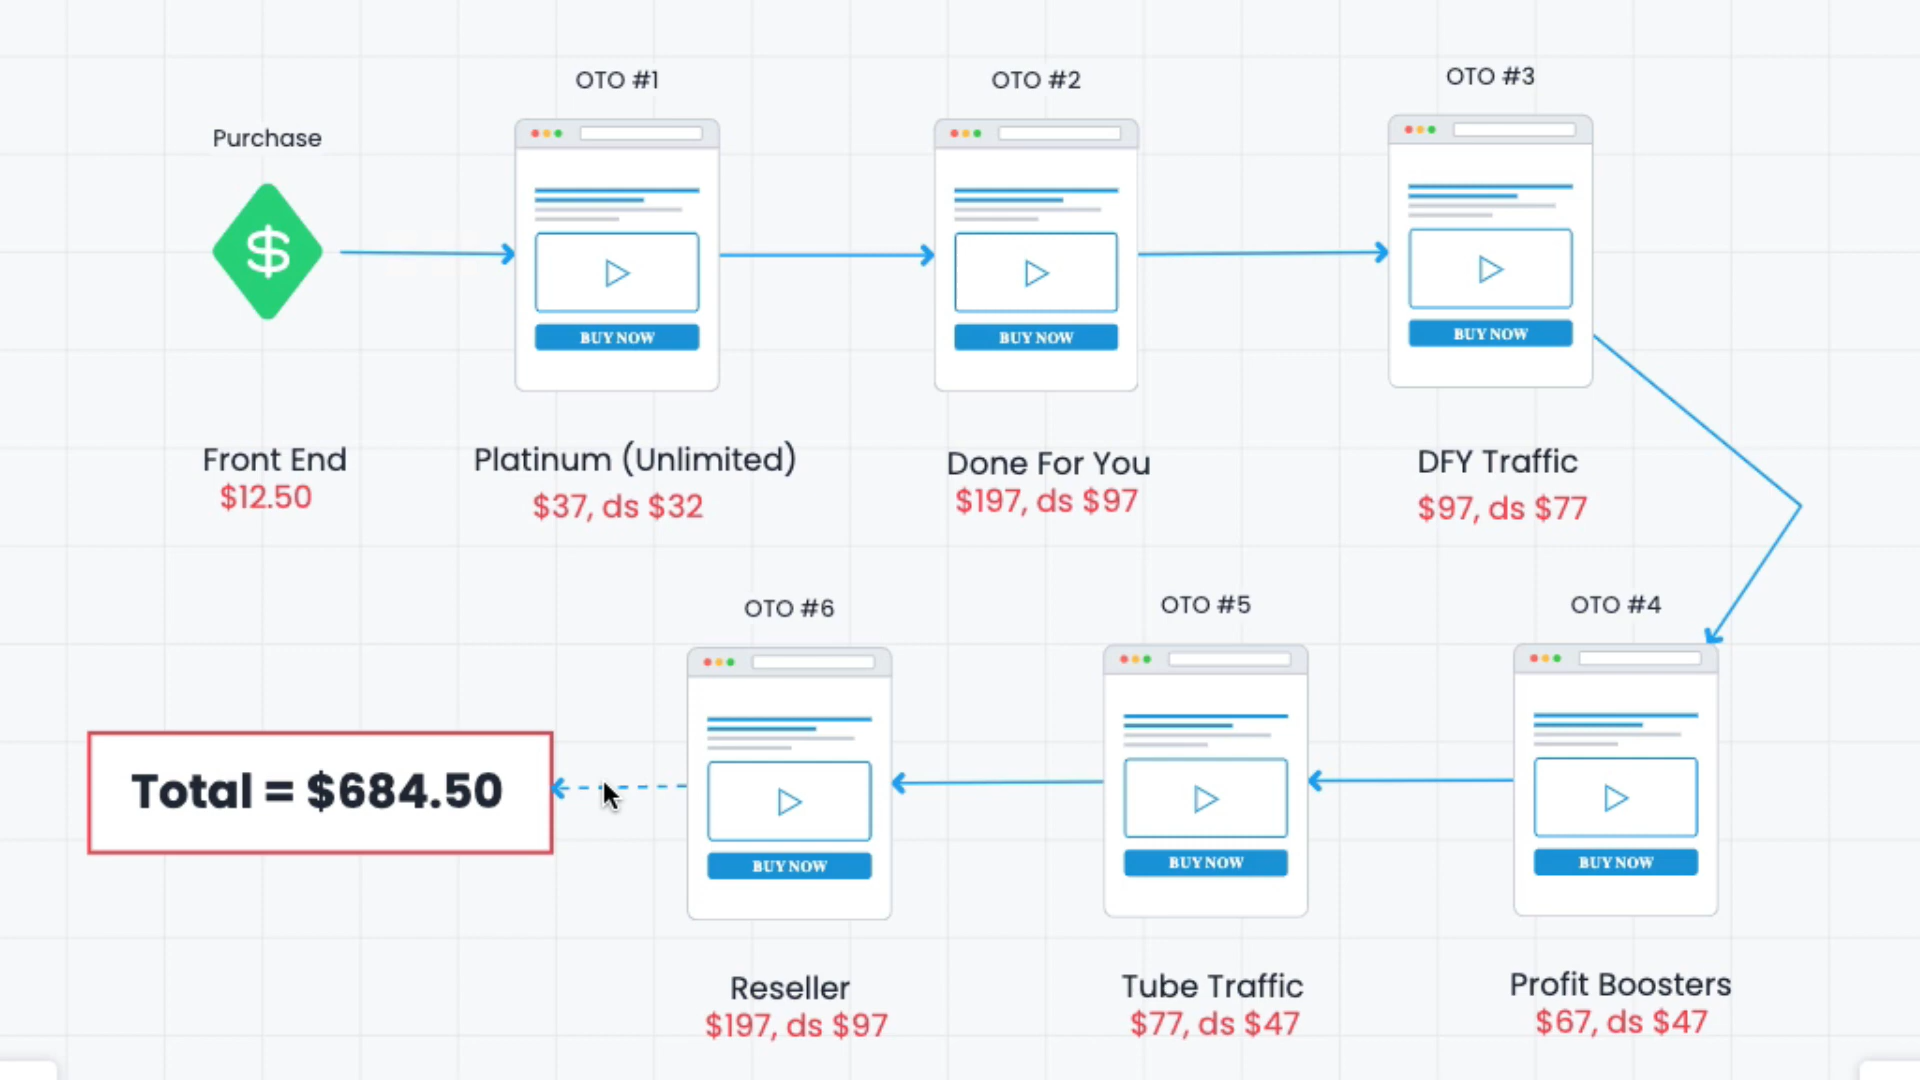 Purchase
$
Front End
$12.50
OTO #1
BUY NOW
Platinum (Unlimited)
$37, ds $32
OTO #2
BUY NOW
Done For You
$197, ds $97
OTO #3
BUY NOW
DFY Traffic
$97, ds $77
OTO #4
BUY NOW
Profit Boosters
$67, ds $47
OTO #5
BUY NOW
Tube Traffic
$77, ds $47
OTO #6
BUY NOW
Reseller
$197, ds $97
Total = $684.50